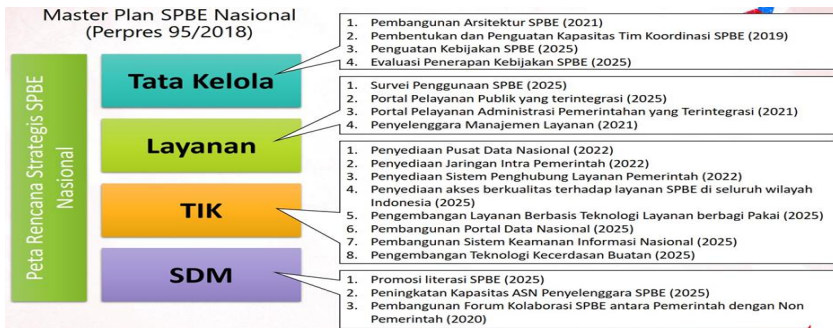 Master Plan SPBE Nasional
(Perpres 95/2018)
Peta Rencana Strategis SPBE
Nasional
Tata Kelola
1. Pembangunan Arsitektur SPBE (2021)
2. Pembentukan dan Penguatan Kapasitas Tim Koordinasi SPBE (2019)
3. Penguatan Kebijakan SPBE (2025)
4. Evaluasi Penerapan Kebijakan SPBE (2025)
Layanan
1. Survei Penggunaan SPBE (2025)
2. Portal Pelayanan Publik yang terintegrasi (2025)
3. Portal Pelayanan Administrasi Pemerintahan yang Terintegrasi (2021)
4. Penyelenggara Manajemen Layanan (2021)
TIK
1. Penyediaan Pusat Data Nasional (2022)
2. Penyediaan Jaringan Intra Pemerintah (2022)
3. Penyediaan Sistem Penghubung Layanan Pemerintah (2022)
4. Penyediaan akses berkualitas terhadap layanan SPBE di seluruh wilayah
Indonesia (2025)
5. Pengembangan Layanan Berbasis Teknologi Layanan berbagi Pakai (2025)
6. Pembangunan Portal Data Nasional (2025)
7. Pembangunan Sistem Keamanan Informasi Nasional (2025)
8. Pengembangan Teknologi Kecerdasan Buatan (2025)
SDM
1. Promosi literasi SPBE (2025)
2. Peningkatan Kapasitas ASN Penyelenggara SPBE (2025)
3. Pembangunan Forum Kolaborasi SPBE antara Pemerintah dengan Non
Pemerintah (2020)